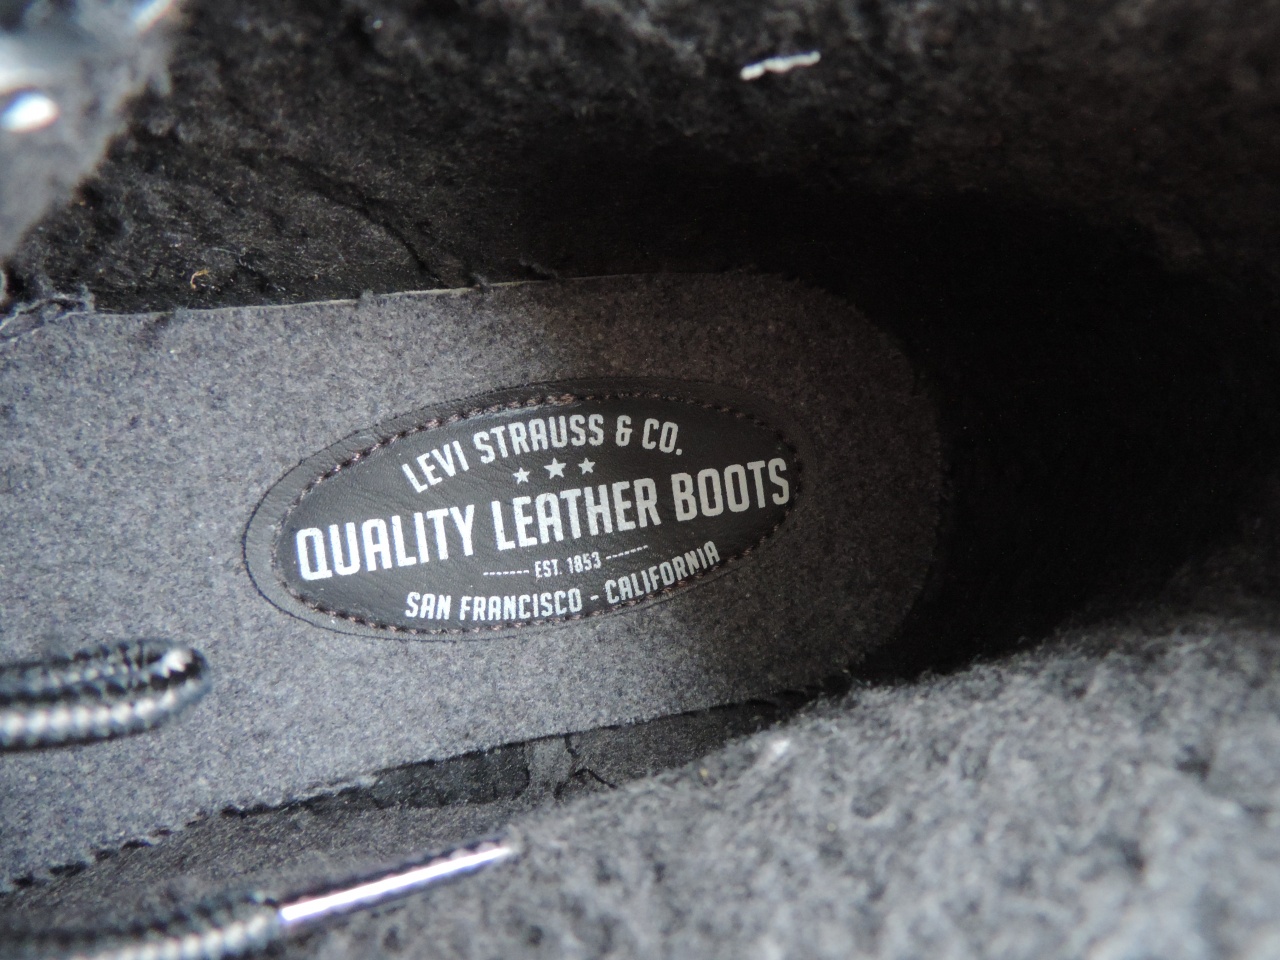 LEVI STRAUSS & CO.
QUALITY LEATHER BOOTS
EST. 1853
SAN FRANCISCO - CALIFORNIA